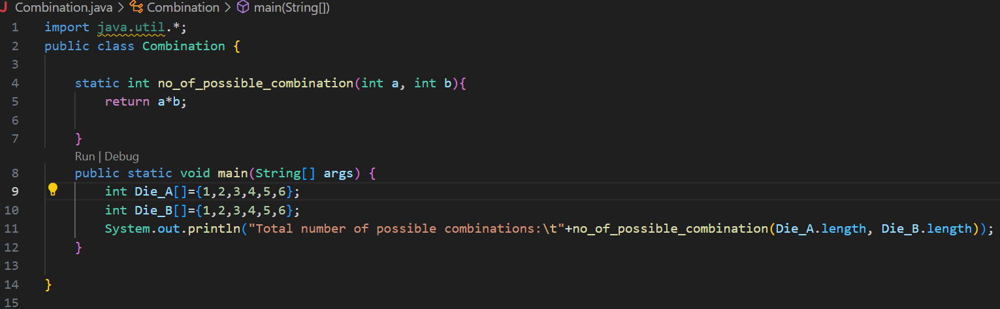 J Combination.java > Combination > main(String[])
1 import java.util.*;
2 public class Combination {
3
4 static int no_of_possible_combination(int a, int b){
5 return a*b;
6
7 }
Run | Debug
8 public static void main(String[] args) {
9 int Die_A[]={1,2,3,4,5,6};
10 int Die_B[]={1,2,3,4,5,6};
11 System.out.println("Total number of possible combinations:\t"+no_of_possible_combination(Die_A.length, Die_B.length));
12 }
13
14 }
15